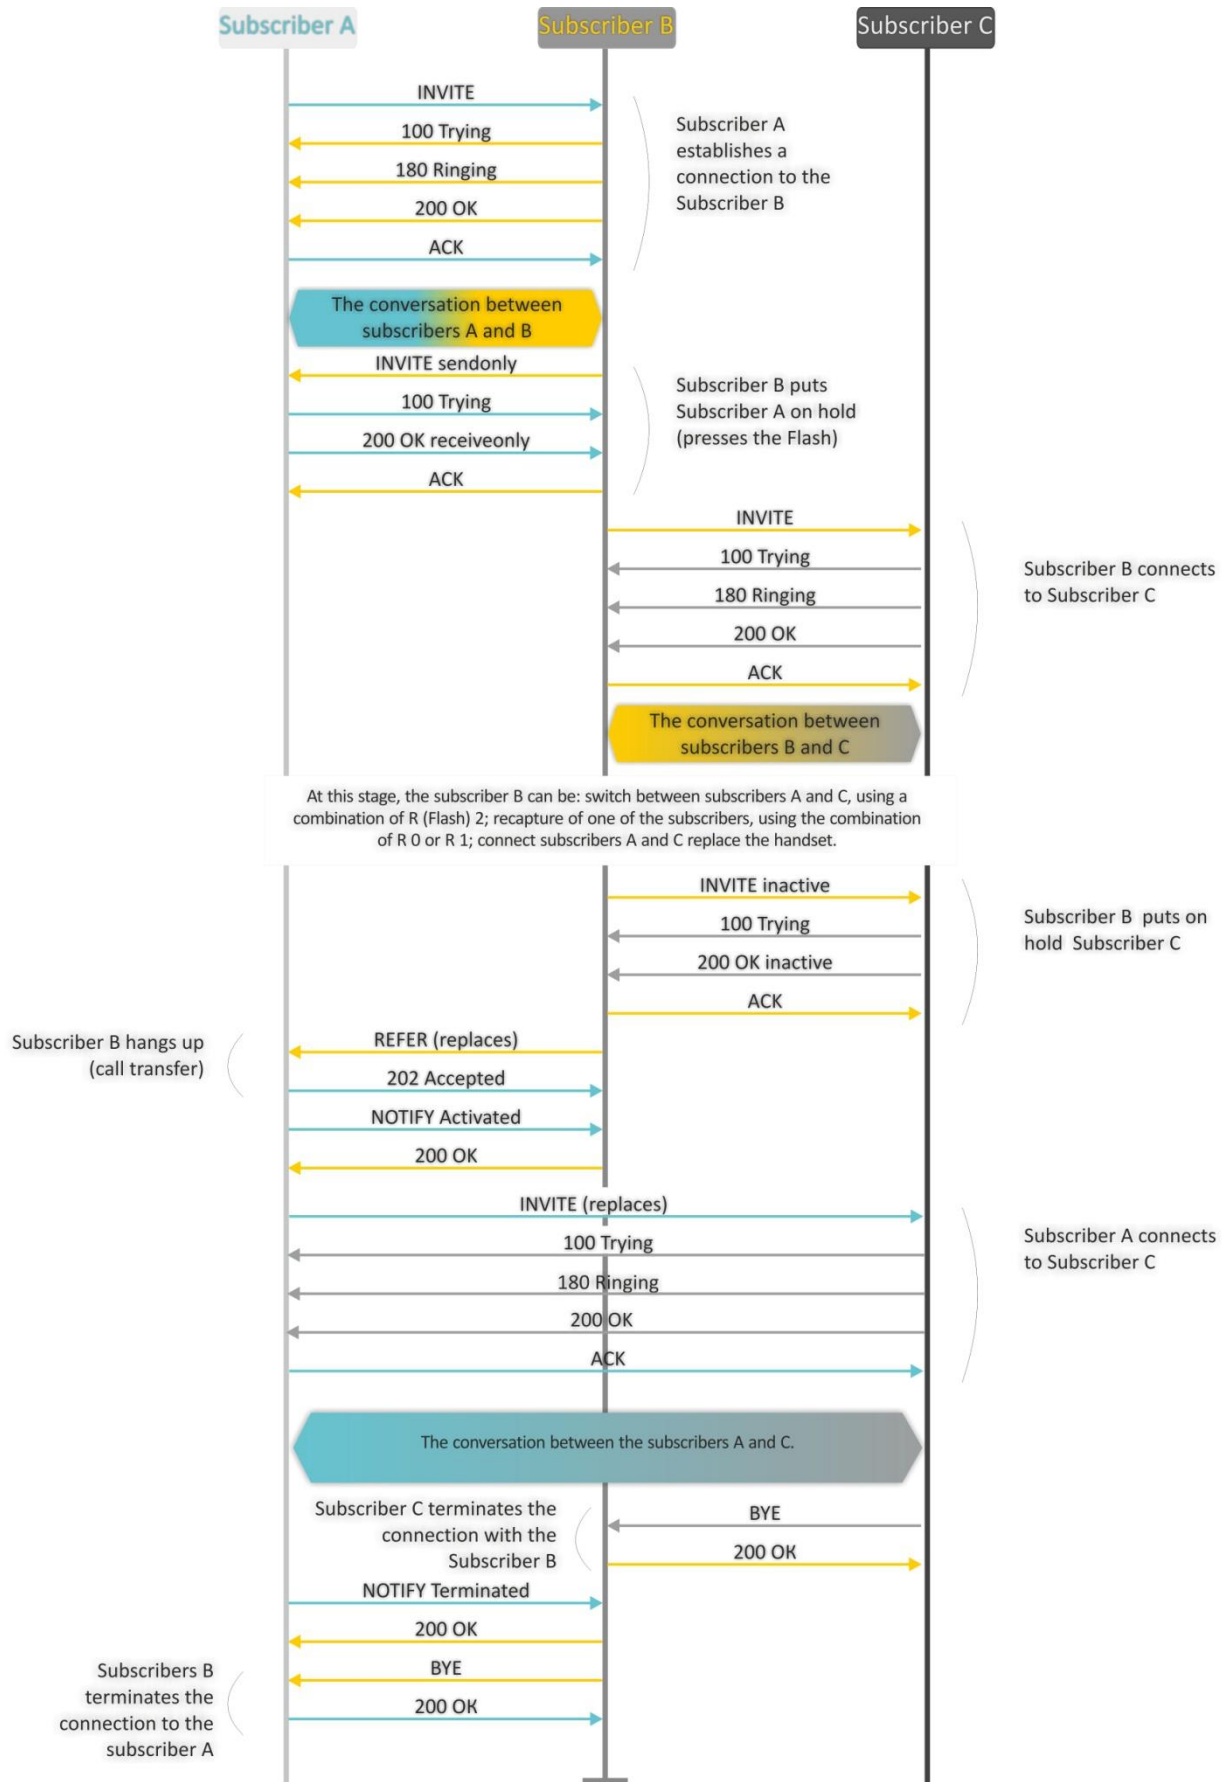 Subscriber A
Subscriber B
Subscriber C
INVITE
100 Trying
180 Ringing
200 OK
ACK
Subscriber A
establishes a
connection to the
Subscriber B
The conversation between
subscribers A and B
INVITE sendonly
100 Trying
200 OK receiveonly
ACK
Subscriber B puts
Subscriber A on hold
(presses the Flash)
INVITE
100 Trying
180 Ringing
200 OK
ACK
Subscriber B connects
to Subscriber C
The conversation between
subscribers B and C
At this stage, the subscriber B can be: switch between subscribers A and C, using a
combination of R (Flash) 2; recapture of one of the subscribers, using the combination
of R 0 or R 1; connect subscribers A and C replace the handset.
INVITE inactive
100 Trying
200 OK inactive
ACK
Subscriber B  puts on
hold  Subscriber C
Subscriber B hangs up
(call transfer)
REFER (replaces)
202 Accepted
NOTIFY Activated
200 OK
INVITE (replaces)
100 Trying
180 Ringing
200 OK
ACK
Subscriber A connects
to Subscriber C
The conversation between the subscribers A and C.
Subscriber C terminates the
connection with the
Subscriber B
BYE
200 OK
NOTIFY Terminated
200 OK
BYE
200 OK
Subscribers B
terminates the
connection to the
subscriber A